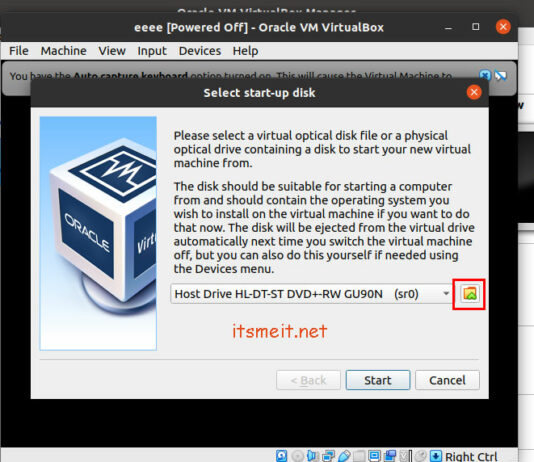 Oracle VM VirtualBox Manager
eeee [Powered Off] - Oracle VM VirtualBox
File Machine View Input Devices Help
You have the Auto capture keyboard option turned on. This will cause the Virtual Machine to
Select start-up disk
Please select a virtual optical disk file or a physical
optical drive containing a disk to start your new virtual
machine from.
The disk should be suitable for starting a computer
from and should contain the operating system you
wish to install on the virtual machine if you want to do
that now. The disk will be ejected from the virtual drive
automatically next time you switch the virtual machine
off, but you can also do this yourself if needed using
the Devices menu.
ORACLE
Virtu
Host Drive HL-DT-ST DVD+-RW GU90N (sr0)
itsmeit.net
< Back Start Cancel
Right Ctrl